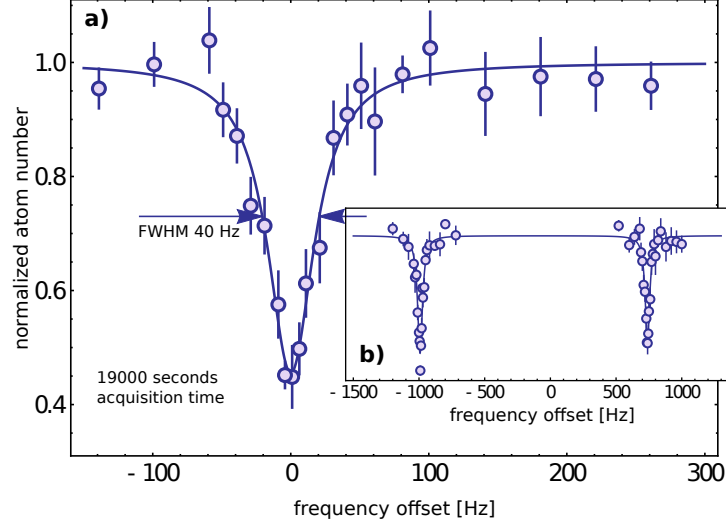 a)
1.0
0.8
0.6
0.4
normalized atom number
FWHM 40 Hz
19000 seconds
acquisition time
- 100 0 100 200 300
frequency offset [Hz]
b)
- 1500 - 1000 - 500 0 500 1000
frequency offset [Hz]